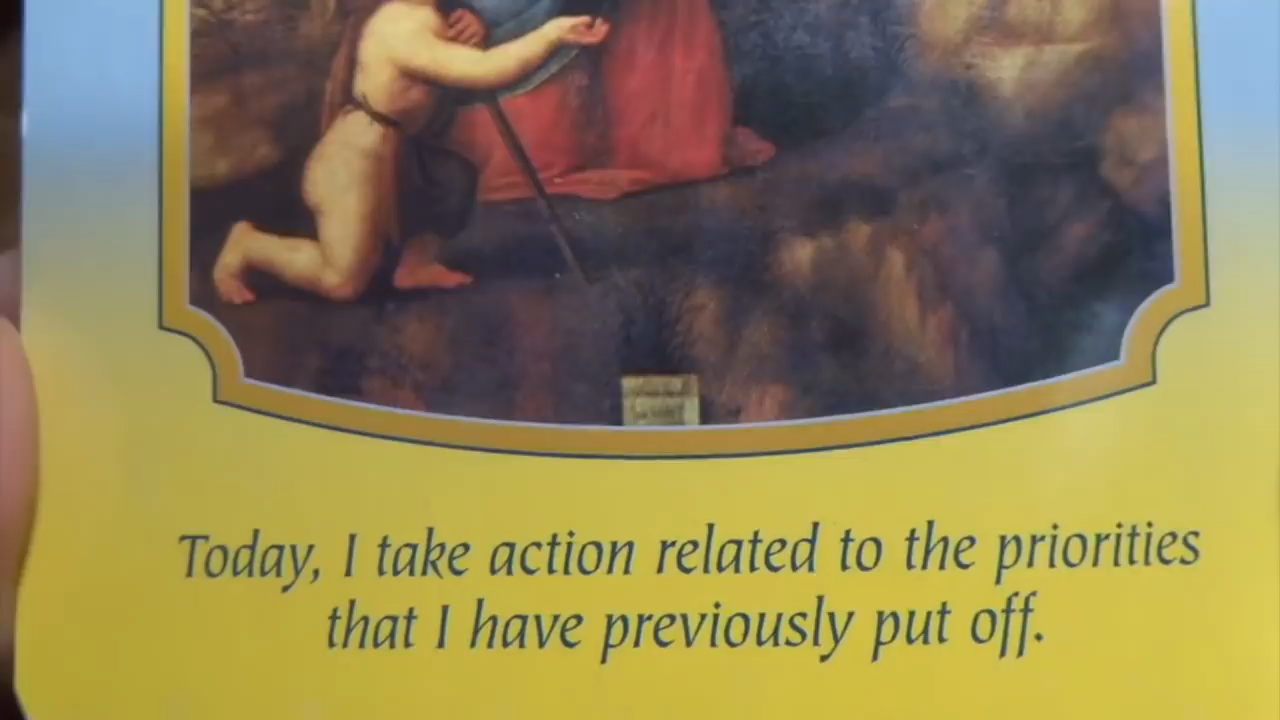 Today, I take action related to the priorities
that I have previously put off.